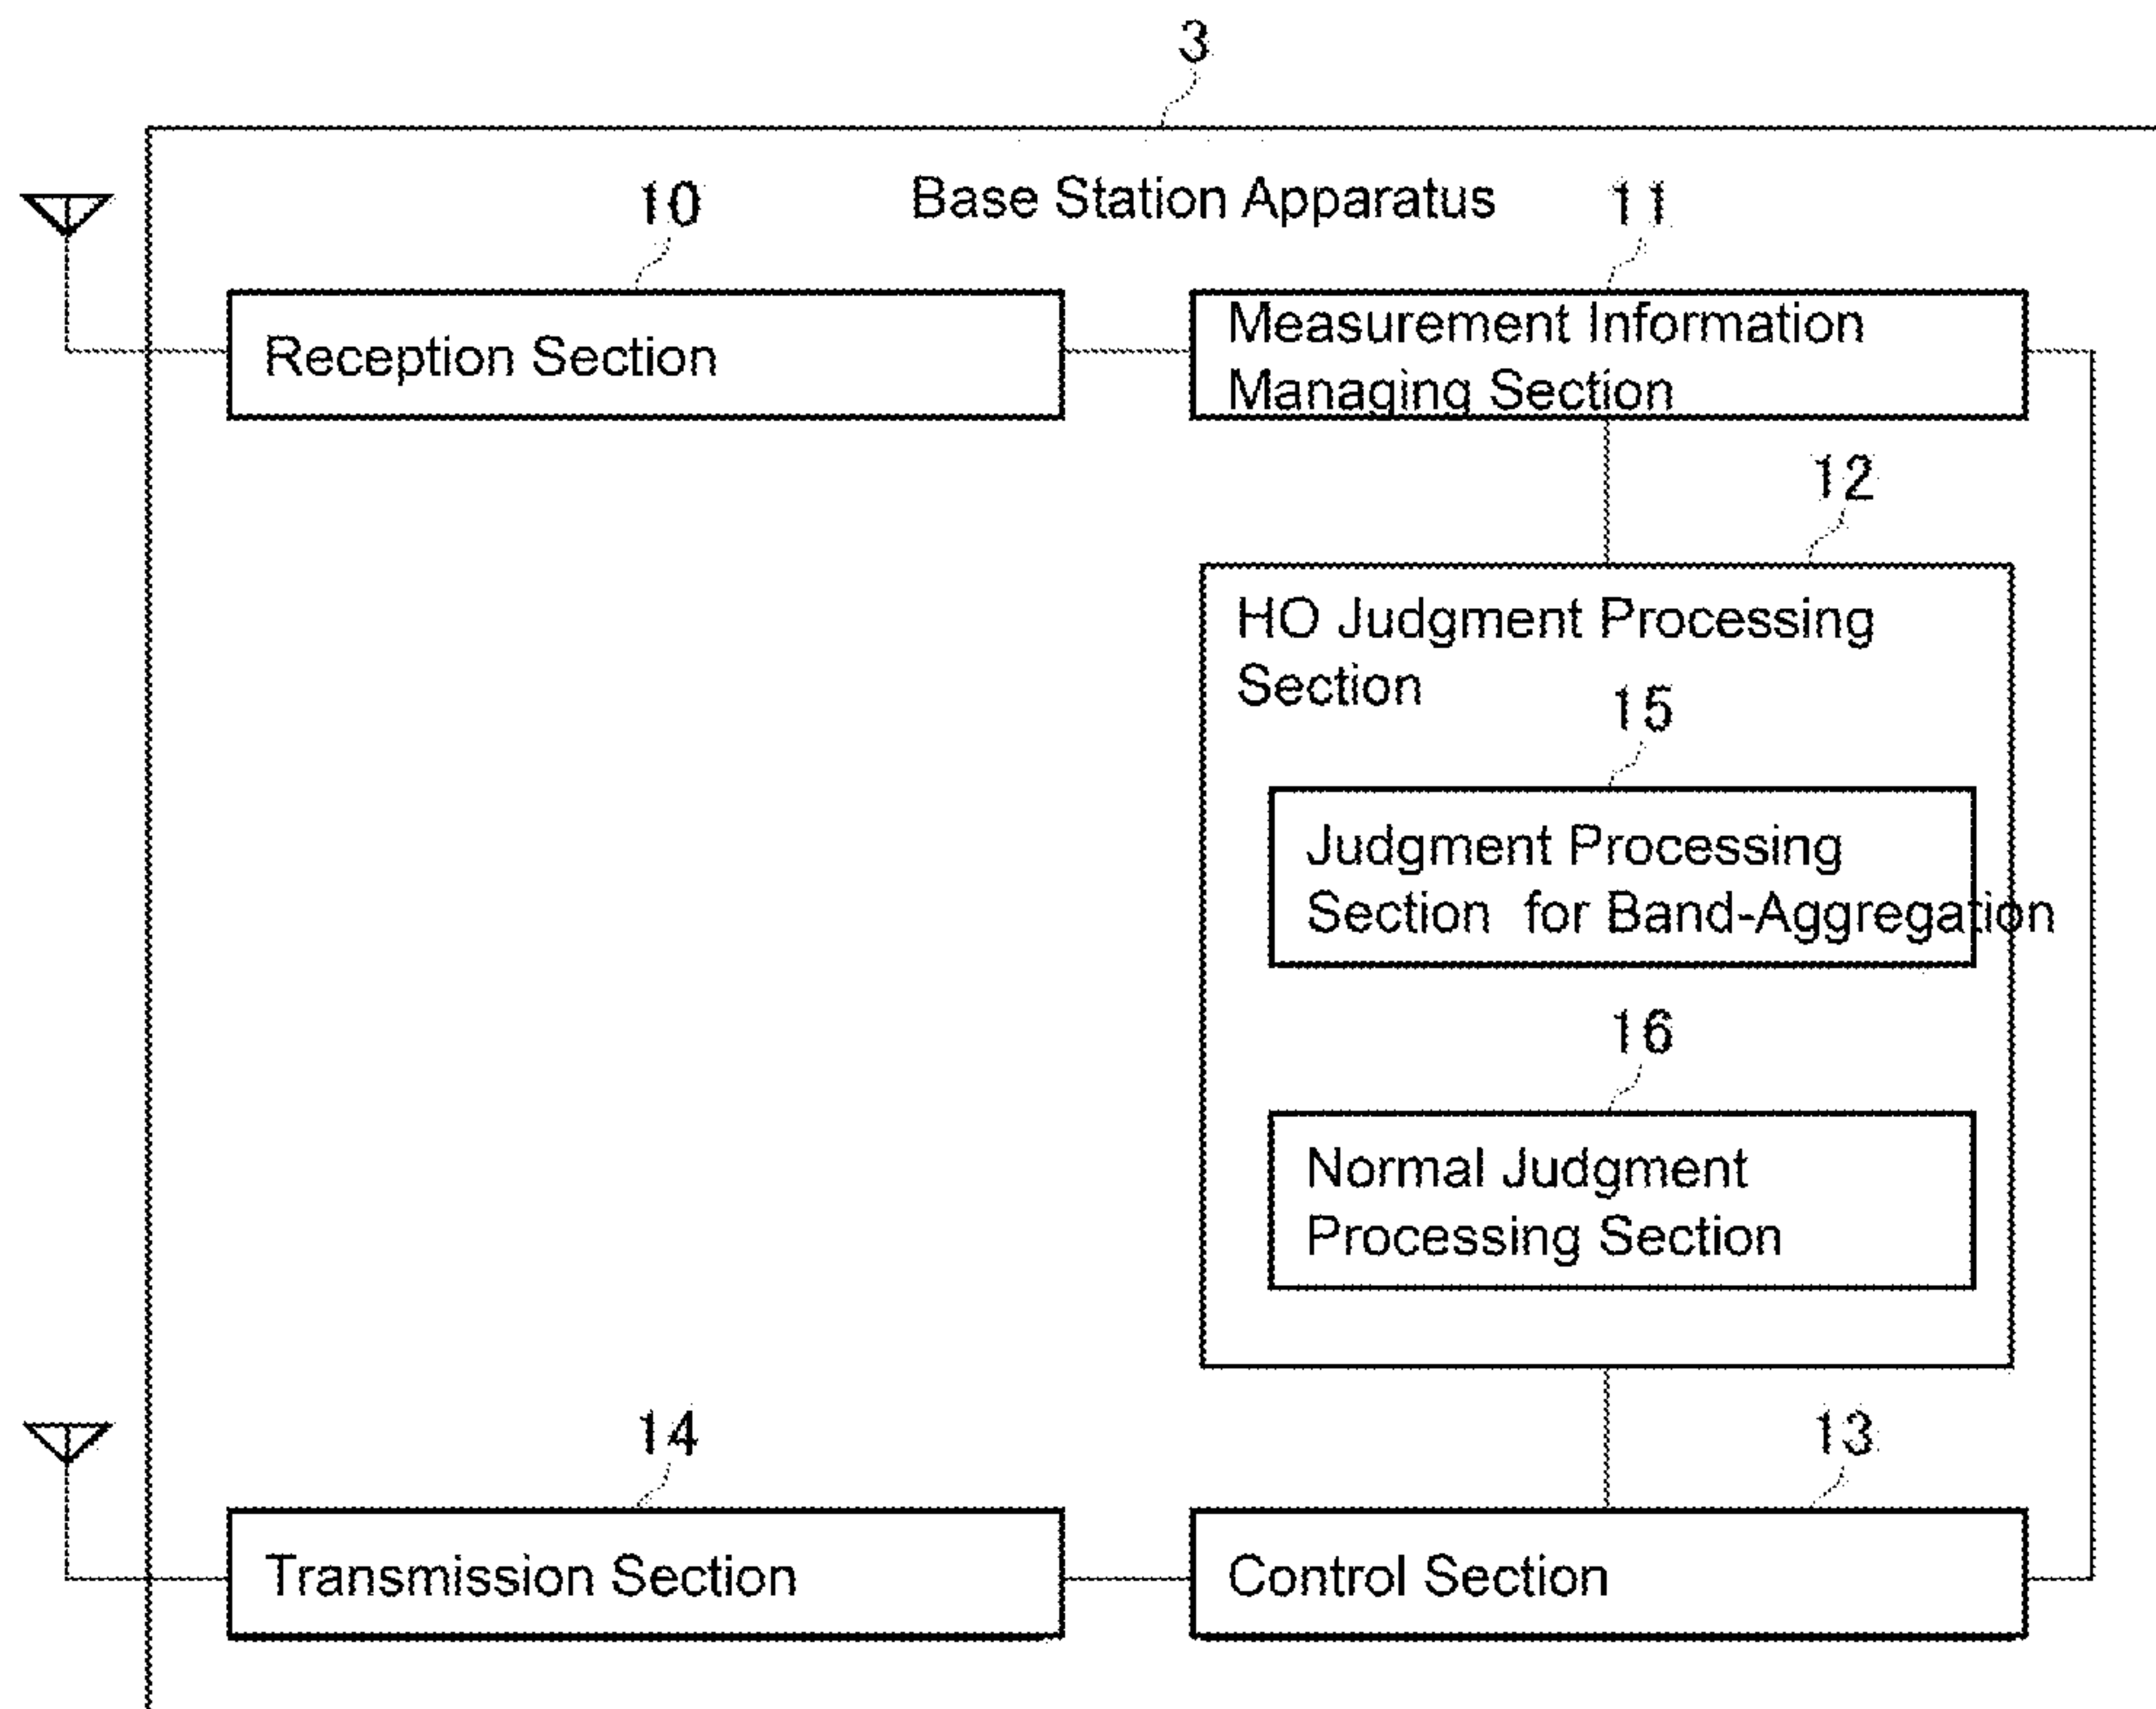 3
Base Station Apparatus
10
11
Reception Section
Measurement Information
Managing Section
12
HO Judgment Processing
Section
15
Judgment Processing
Section for Band-Aggregation
16
Normal Judgment
Processing Section
14
13
Transmission Section
Control Section